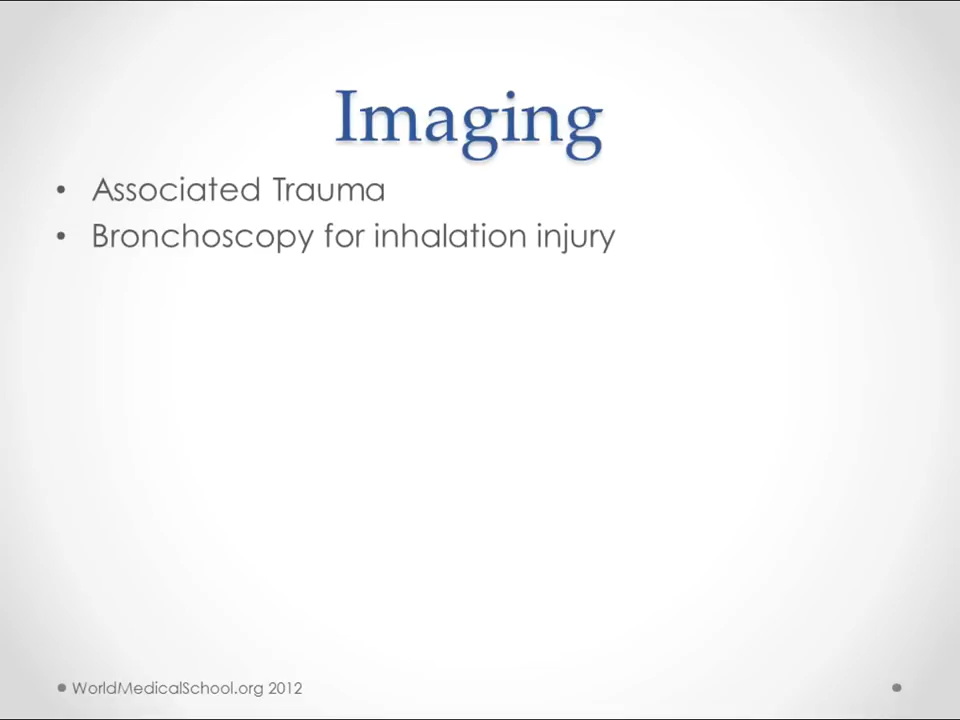 Imaging
• Associated Trauma
• Bronchoscopy for inhalation injury
WorldMedicalSchool.org 2012